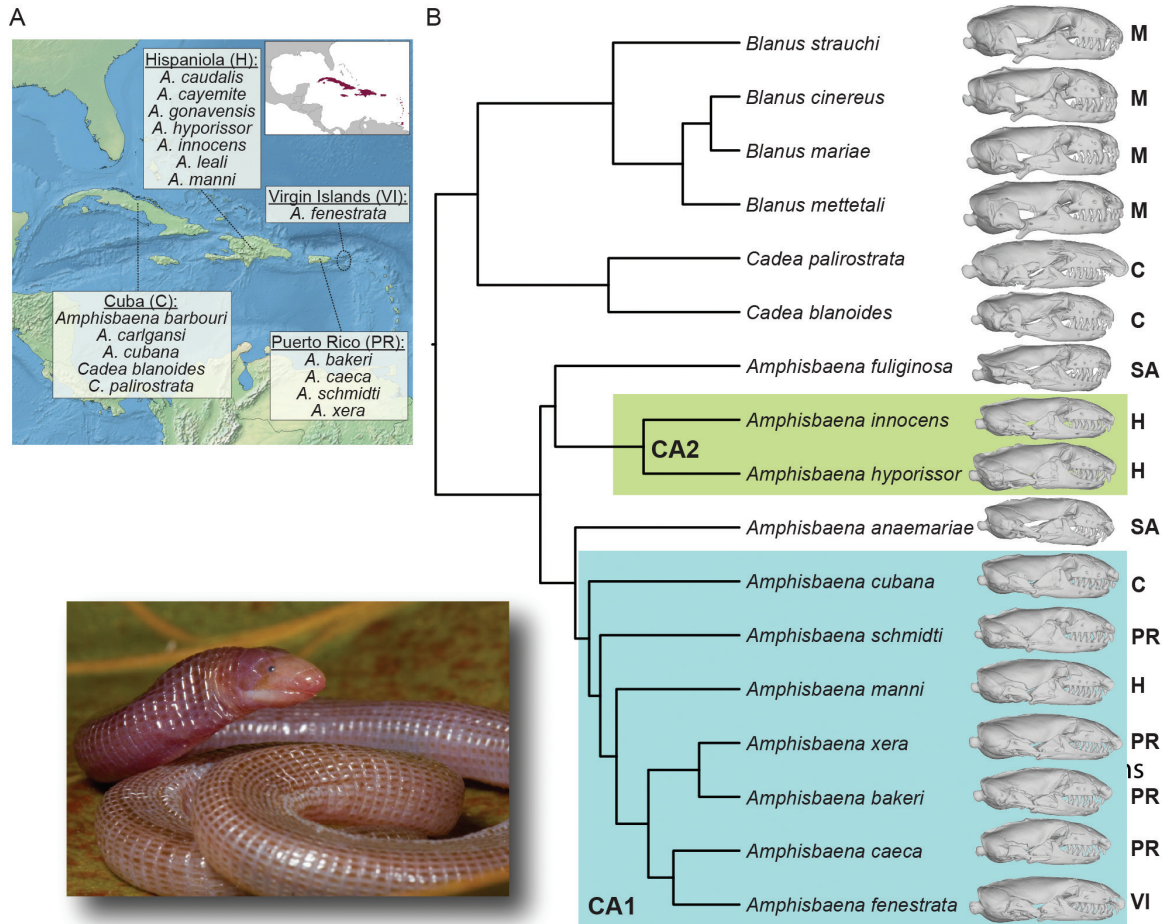 A
Hispaniola (H):
A. caudalis
A. cayemite
A. gonavensis
A. hyporissor
A. innocens
A. leali
A. manni
Virgin Islands (VI):
A. fenestrata
Cuba (C):
Amphisbaena barbouri
A. carlgansi
A. cubana
Cadea blanoides
C. palirostrata
Puerto Rico (PR):
A. bakeri
A. caeca
A. schmidti
A. xera
B
Blanus strauchi M
Blanus cinereus M
Blanus mariae M
Blanus mettetali M
Cadea palirostrata C
Cadea blanoides C
Amphisbaena fuliginosa SA
Amphisbaena innocens H
CA2
Amphisbaena hyporissor H
Amphisbaena anaemariae SA
Amphisbaena cubana C
Amphisbaena schmidti PR
Amphisbaena manni H
Amphisbaena xera PR
ns
Amphisbaena bakeri PR
Amphisbaena caeca PR
Amphisbaena fenestrata VI
CA1